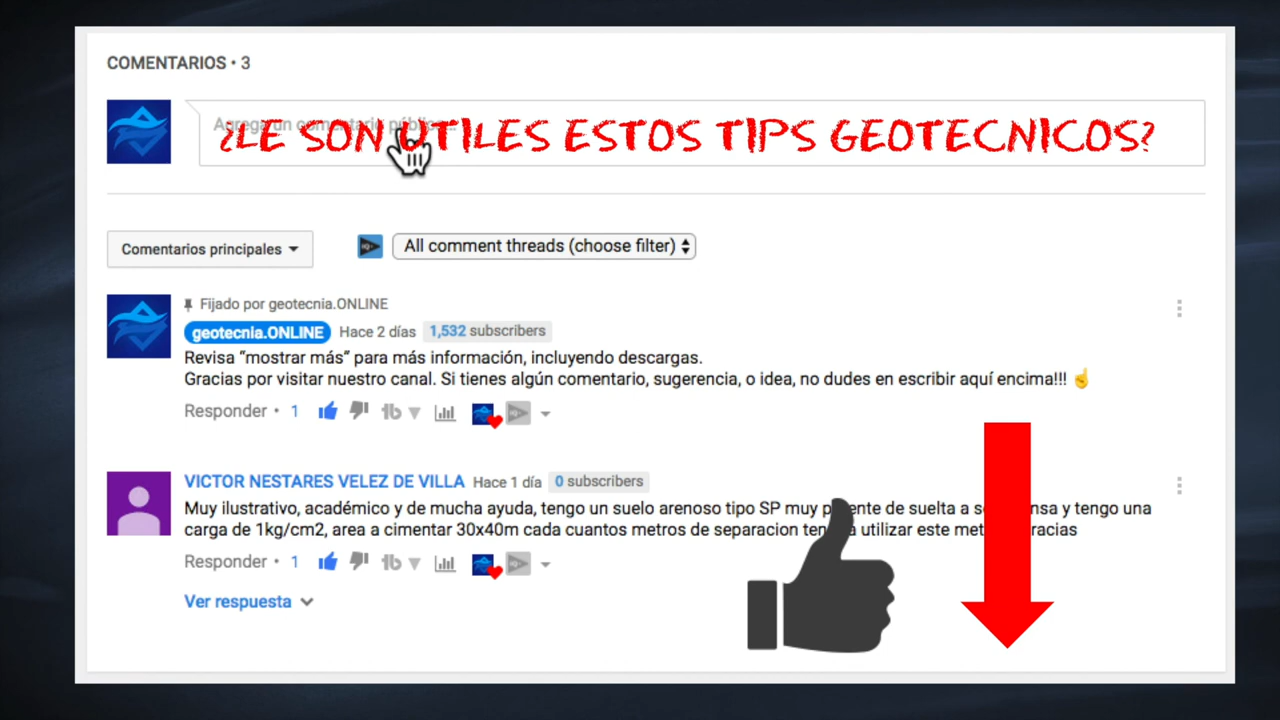 COMENTARIOS • 3
Agregar un comentario público...
¿LE SON UTILES ESTOS TIPS GEOTECNICOS?
Comentarios principales
All comment threads (choose filter)
Fijado por geotecnia.ONLINE
geotecnia.ONLINE Hace 2 días 1,532 subscribers
Revisa “mostrar más” para más información, incluyendo descargas.
Gracias por visitar nuestro canal. Si tienes algún comentario, sugerencia, o idea, no dudes en escribir aquí encima!!! ☝
Responder • 1
VICTOR NESTARES VELEZ DE VILLA Hace 1 día 0 subscribers
Muy ilustrativo, académico y de mucha ayuda, tengo un suelo arenoso tipo SP muy de suelta a y tengo una
carga de 1kg/cm2, area a cimentar 30x40m cada cuantos metros de separacion utilizar este
Responder • 1
Ver respuesta